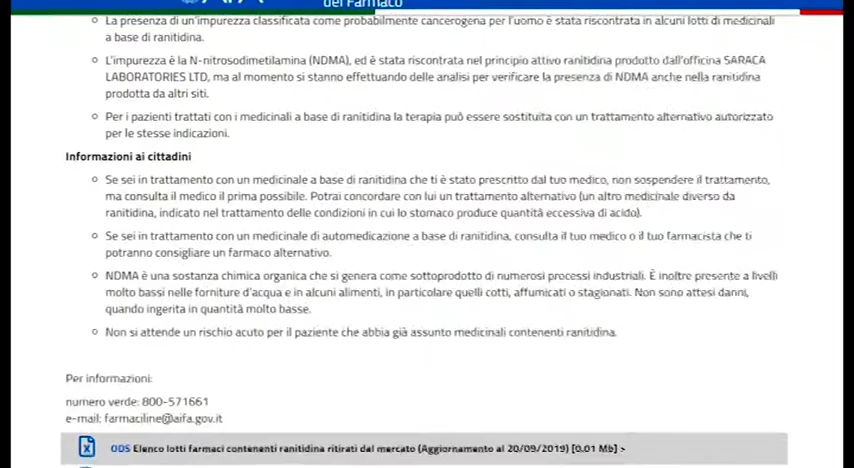 del Farmaco
La presenza di un'impurezza classificata come probabilmente cancerogena per l'uomo è stata riscontrata in alcuni lotti di medicinali
a base di ranitidina.
L'impurezza è la N-nitrosodimetilamina (NDMA), ed è stata riscontrata nel principio attivo ranitidina prodotto dall'officina SARACA
LABORATORIES LTD, ma al momento si stanno effettuando delle analisi per verificare la presenza di NDMA anche nella ranitidina
prodotta da altri siti.
Per i pazienti trattati con i medicinali a base di ranitidina la terapia può essere sostituita con un trattamento alternativo autorizzato
per le stesse indicazioni.
Informazioni ai cittadini
Se sei in trattamento con un medicinale a base di ranitidina che ti è stato prescritto dal tuo medico, non sospendere il trattamento,
ma consulta il medico il prima possibile. Potrai concordare con lui un trattamento alternativo (un altro medicinale diverso da
ranitidina, indicato nel trattamento delle condizioni in cui lo stomaco produce quantità eccessiva di acido).
Se sei in trattamento con un medicinale di automedicazione a base di ranitidina, consulta il tuo medico o il tuo farmacista che ti
potranno consigliare un farmaco alternativo.
NDMA è una sostanza chimica organica che si genera come sottoprodotto di numerosi processi industriali. È inoltre presente a livelli
molto bassi nelle forniture d'acqua e in alcuni alimenti, in particolare quelli cotti, affumicati o stagionati. Non sono attesi danni,
quando ingerita in quantità molto basse.
Non si attende un rischio acuto per il paziente che abbia già assunto medicinali contenenti ranitidina.
Per informazioni:
numero verde: 800-571661
e-mail: farmaciline@aifa.gov.it
ODS Elenco lotti farmaci contenenti ranitidina ritirati dal mercato (Aggiornamento al 20/09/2019) [0.01 Mb] >